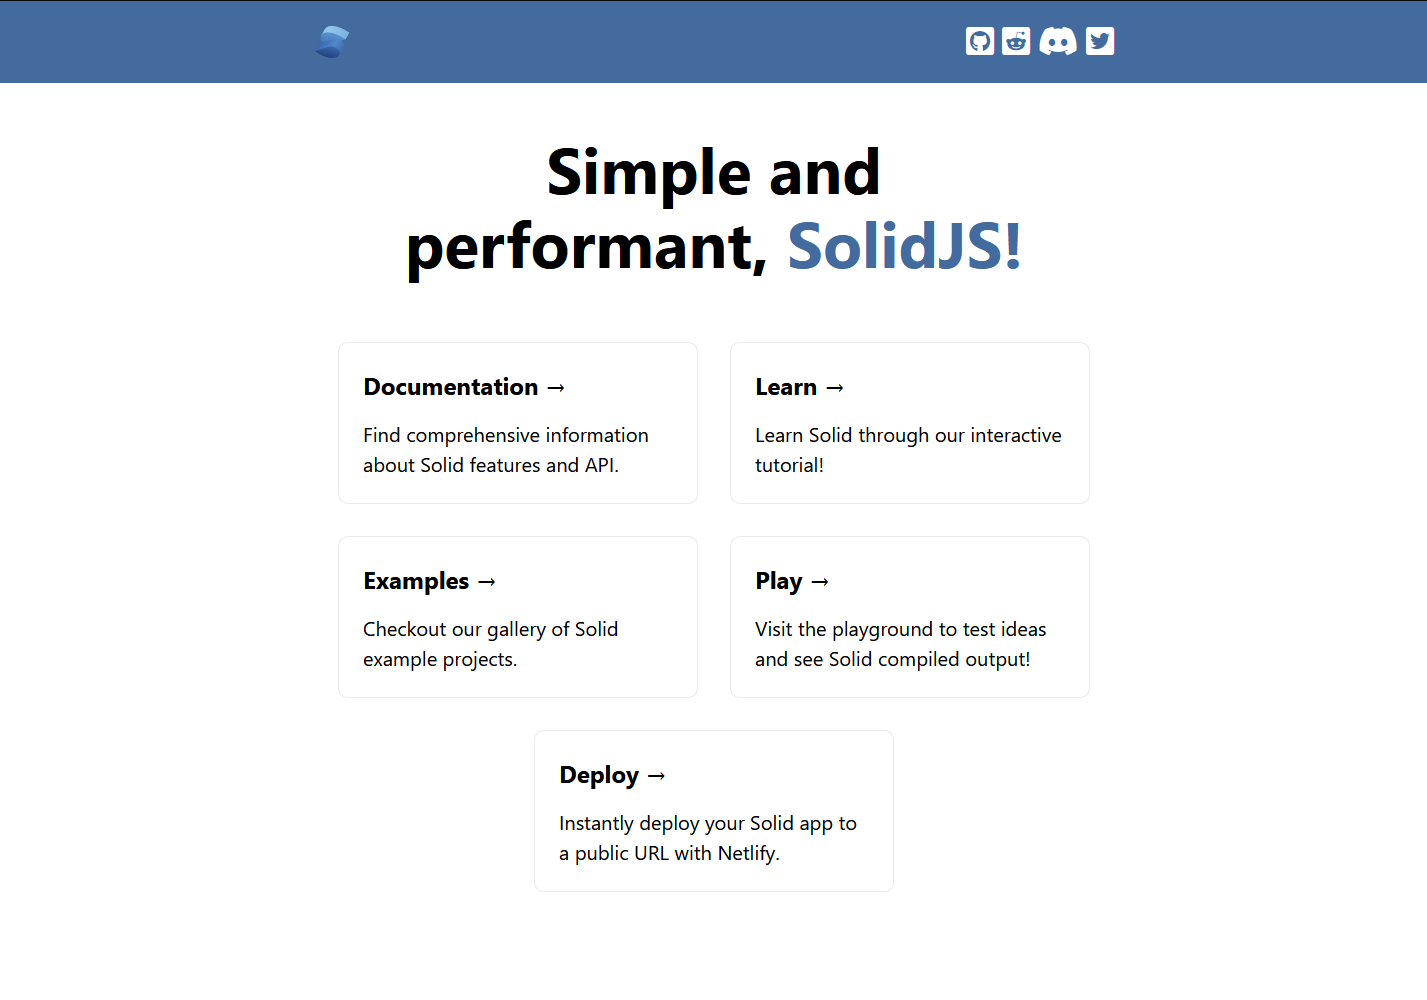 Simple and
performant, SolidJS!
Documentation →
Find comprehensive information
about Solid features and API.
Learn →
Learn Solid through our interactive
tutorial!
Examples →
Checkout our gallery of Solid
example projects.
Play →
Visit the playground to test ideas
and see Solid compiled output!
Deploy →
Instantly deploy your Solid app to
a public URL with Netlify.